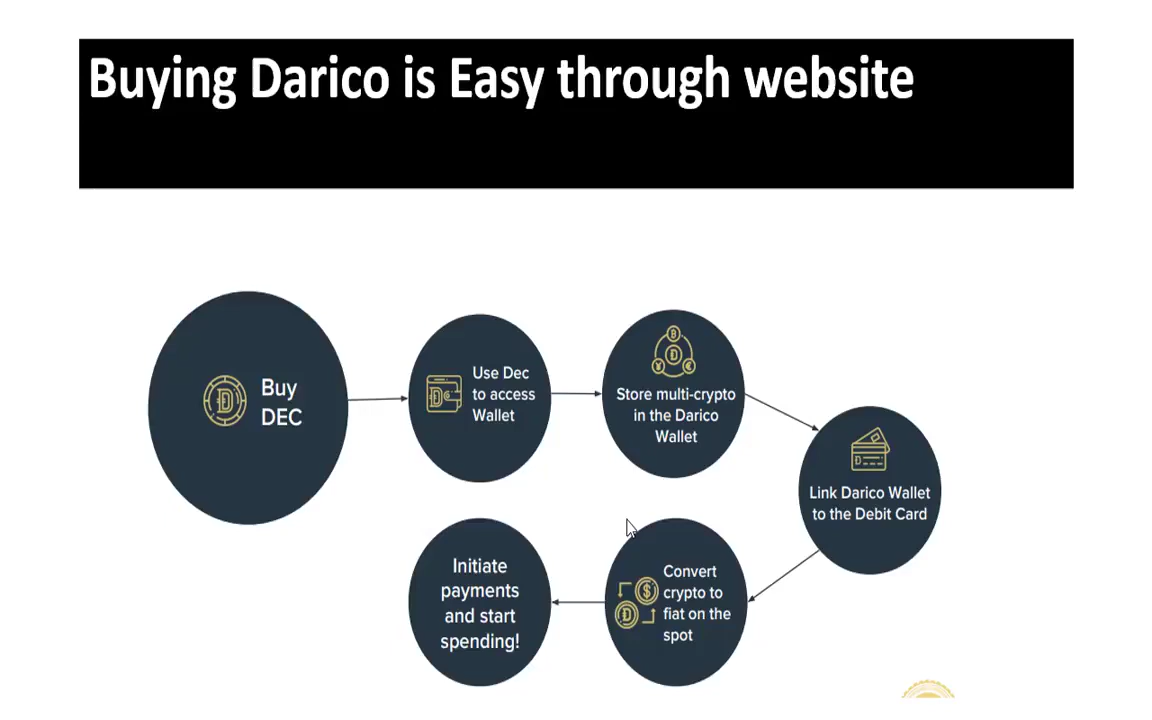 Buying Darico is Easy through website
Buy
DEC
Use Dec
to access
Wallet
Store multi-crypto
in the Darico
Wallet
Link Darico Wallet
to the Debit Card
Convert
crypto to
fiat on the
spot
Initiate
payments
and start
spending!